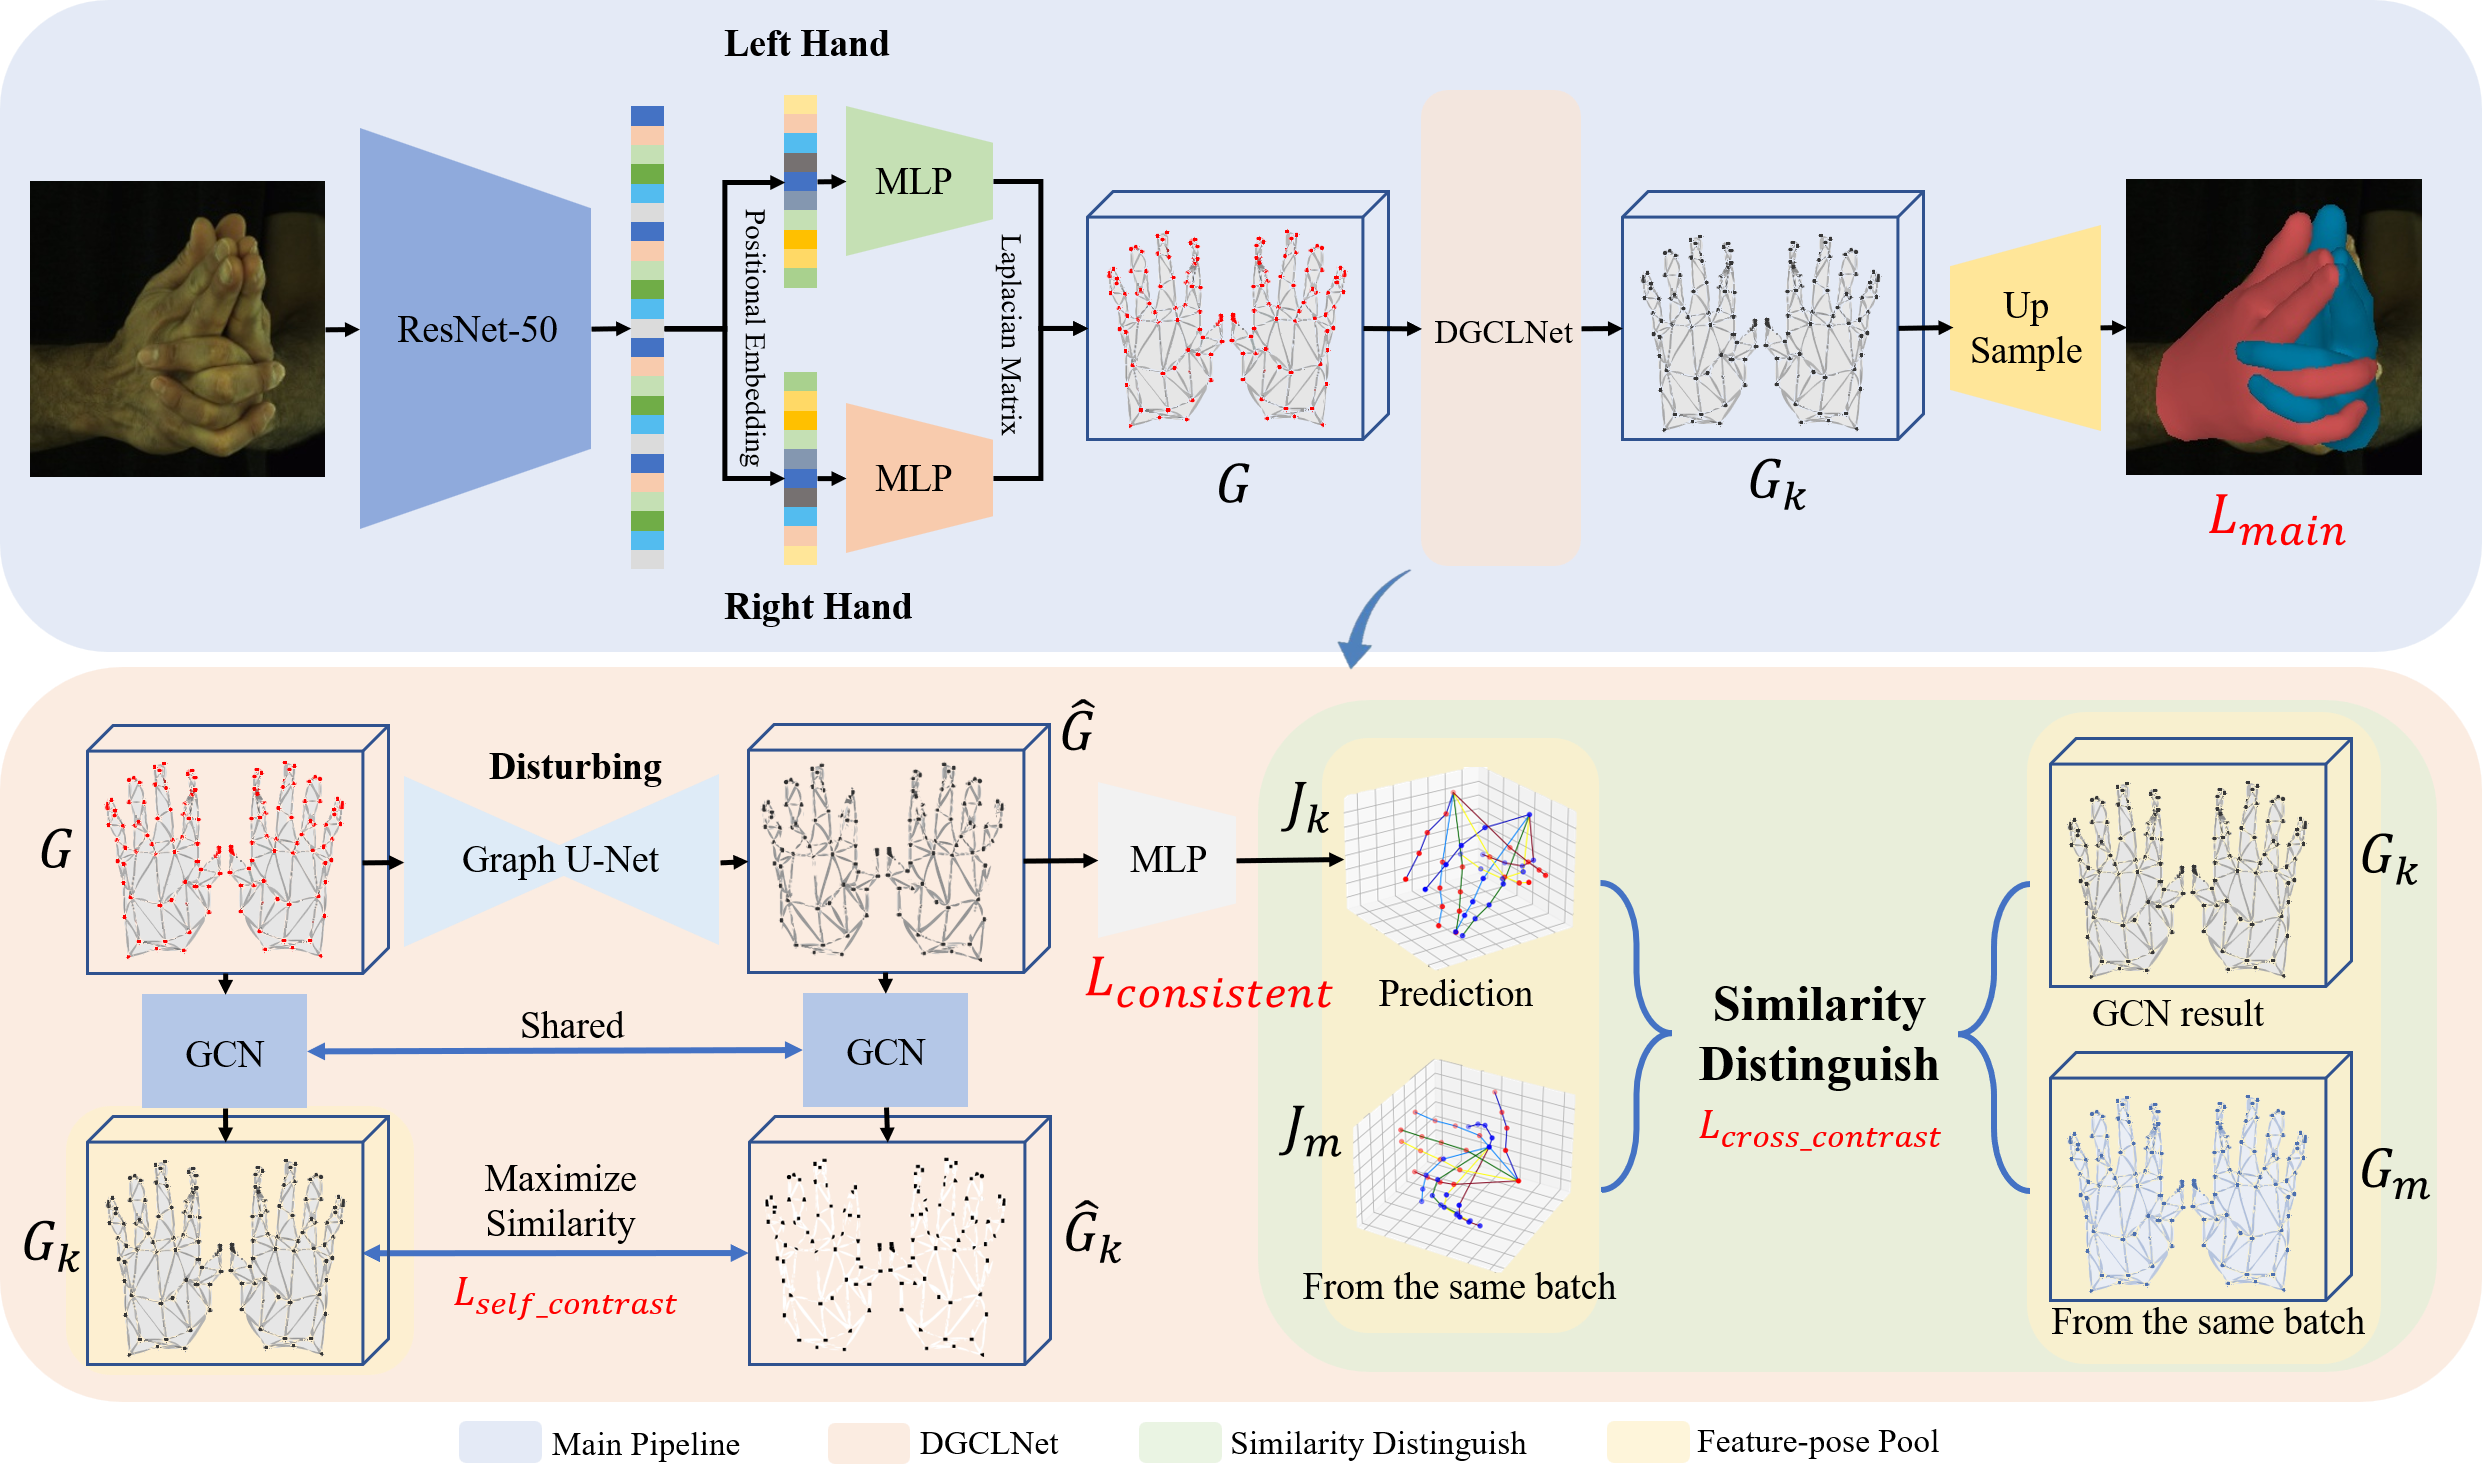 Left Hand
ResNet-50
Positional Embedding
MLP
MLP
Laplacian Matrix
Right Hand
G
DGCLNet
G_k
Up
Sample
L_main
G
Disturbing
Graph U-Net
Ĝ
MLP
L_consistent
GCN
Shared
GCN
G_k
Maximize
Similarity
L_self_contrast
Ĝ_k
J_k
Prediction
J_m
From the same batch
Similarity
Distinguish
L_cross_contrast
G_k
GCN result
G_m
From the same batch
Main Pipeline
DGCLNet
Similarity Distinguish
Feature-pose Pool